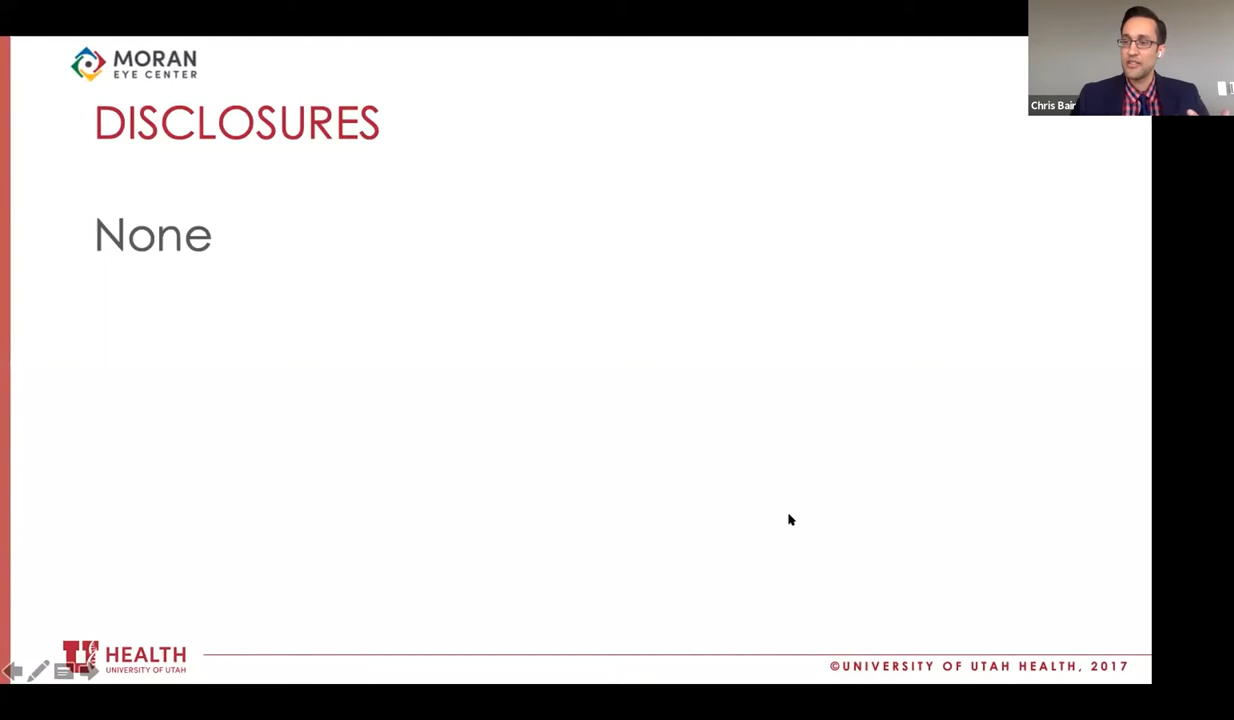 MORAN
EYE CENTER
DISCLOSURES
None
Chris Bair
HEALTH
UNIVERSITY OF UTAH
©UNIVERSITY OF UTAH HEALTH, 2017